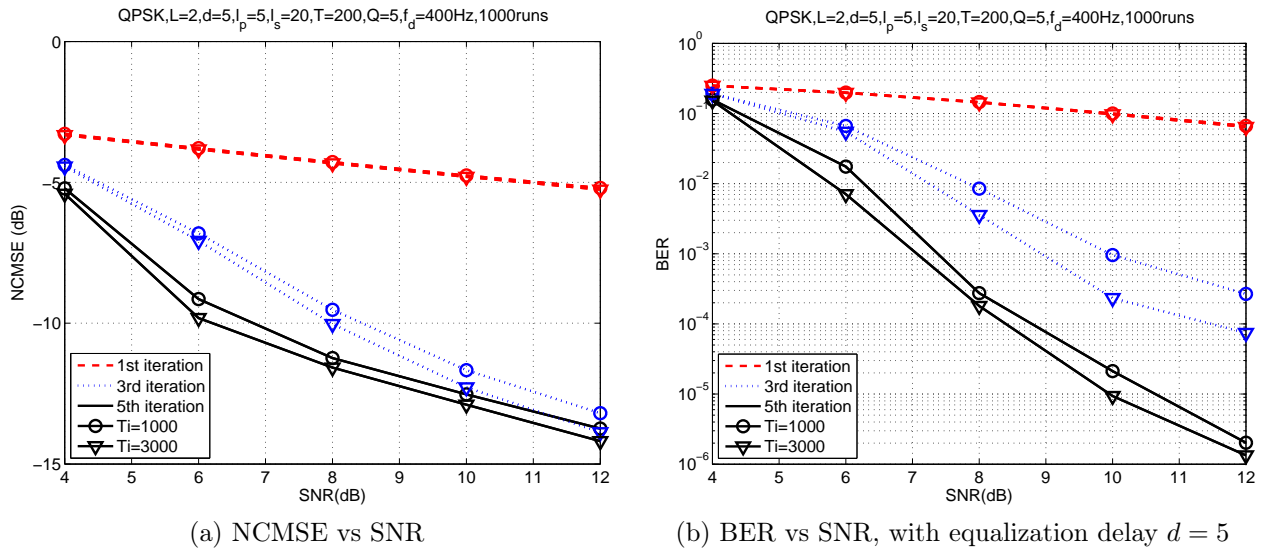 QPSK,L=2,d=5,l_p=5,l_s=20,T=200,Q=5,f_d=400Hz,1000runs
0
−5
−10
−15
NCMSE (dB)
1st iteration
3rd iteration
5th iteration
Ti=1000
Ti=3000
4 5 6 7 8 9 10 11 12
SNR(dB)
(a) NCMSE vs SNR
QPSK,L=2,d=5,l_p=5,l_s=20,T=200,Q=5,f_d=400Hz,1000runs
10^0
10^−1
10^−2
10^−3
10^−4
10^−5
10^−6
BER
1st iteration
3rd iteration
5th iteration
Ti=1000
Ti=3000
4 5 6 7 8 9 10 11 12
SNR(dB)
(b) BER vs SNR, with equalization delay d = 5